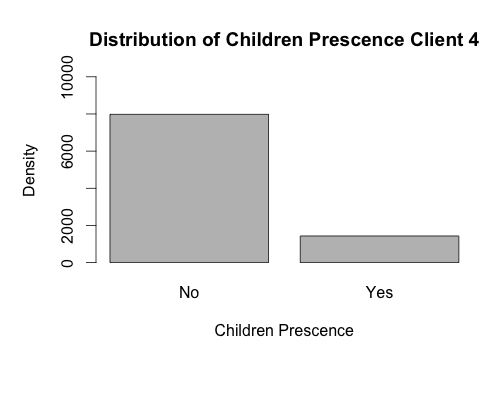 Distribution of Children Prescence Client 4
10000
6000
2000
0
Density
No Yes
Children Prescence